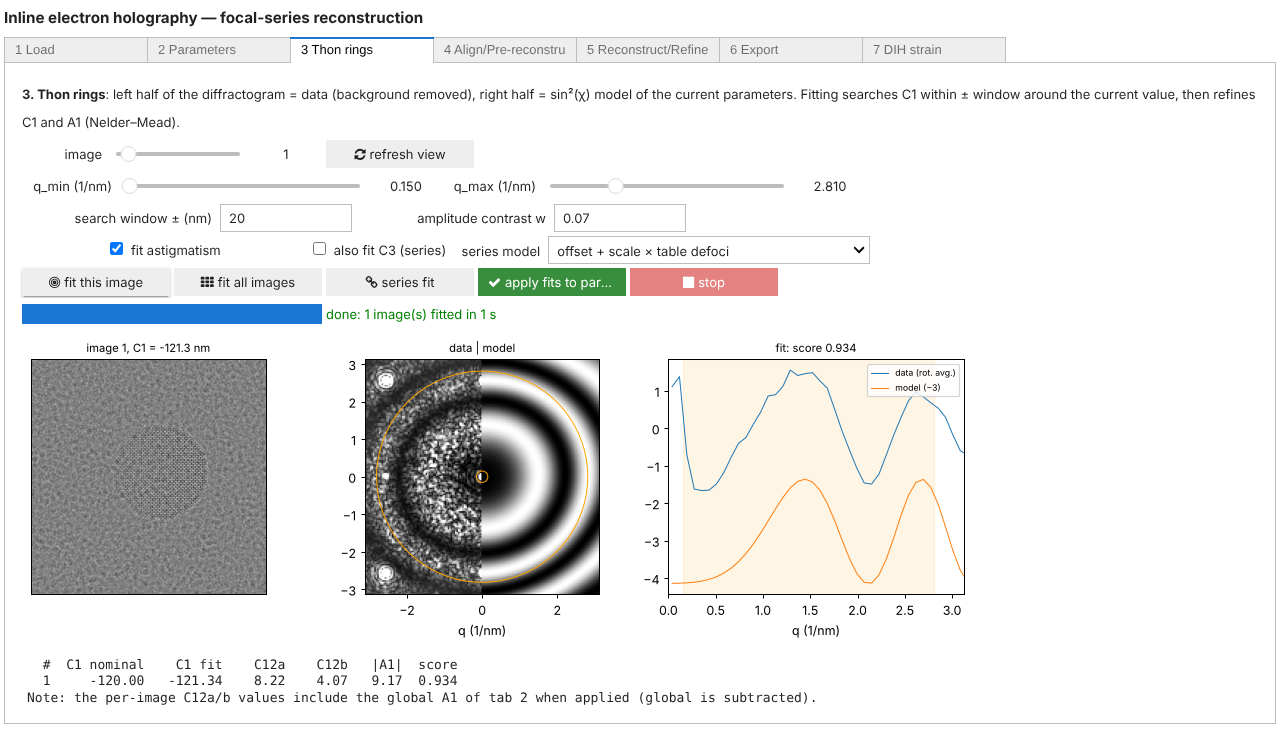 Inline electron holography — focal-series reconstruction
1 Load
2 Parameters
3 Thon rings
4 Align/Pre-reconstru
5 Reconstruct/Refine
6 Export
7 DIH strain
3. Thon rings: left half of the diffractogram = data (background removed), right half = sin²(χ) model of the current parameters. Fitting searches C1 within ± window around the current value, then refines
C1 and A1 (Nelder–Mead).
image 1 refresh view
q_min (1/nm) 0.150 q_max (1/nm) 2.810
search window ± (nm) 20 amplitude contrast w 0.07
fit astigmatism also fit C3 (series) series model offset + scale × table defoci
fit this image fit all images series fit apply fits to par... stop
done: 1 image(s) fitted in 1 s
image 1, C1 = -121.3 nm
data | model
3
2
1
0
−1
−2
−3
−2 0 2
q (1/nm)
fit: score 0.934
data (rot. avg.)
model (−3)
1
0
−1
−2
−3
−4
0.0 0.5 1.0 1.5 2.0 2.5 3.0
q (1/nm)
# C1 nominal C1 fit C12a C12b |A1| score
1 -120.00 -121.34 8.22 4.07 9.17 0.934
Note: the per-image C12a/b values include the global A1 of tab 2 when applied (global is subtracted).